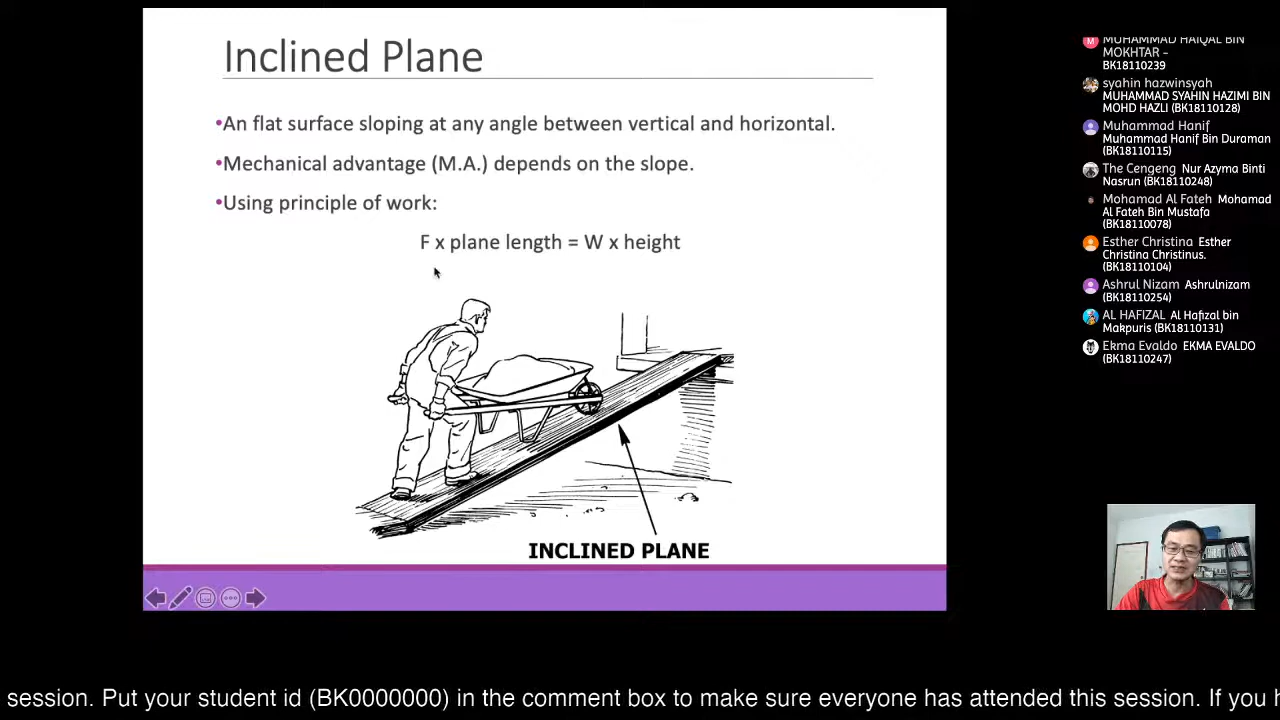 Inclined Plane
•An flat surface sloping at any angle between vertical and horizontal.
•Mechanical advantage (M.A.) depends on the slope.
•Using principle of work:
F x plane length = W x height
INCLINED PLANE
M
MUHAMMAD HAIQAL BIN
MOKHTAR –
BK18110239
syahin hazwinsyah
MUHAMMAD SYAHIN HAZIMI BIN
MOHD HAZLI (BK18110128)
Muhammad Hanif
Muhammad Hanif Bin Duraman
(BK18110115)
The Cengeng Nur Azyma Binti
Nasrun (BK18110248)
Mohamad Al Fateh Mohamad
Al Fateh Bin Mustafa
(BK18110078)
Esther Christina Esther
Christina Christinus.
(BK18110104)
Ashrul Nizam Ashrulnizam
(BK18110254)
AL HAFIZAL Al Hafizal bin
Makpuris (BK18110131)
Ekma Evaldo EKMA EVALDO
(BK18110247)
session. Put your student id (BK0000000) in the comment box to make sure everyone has attended this session. If you